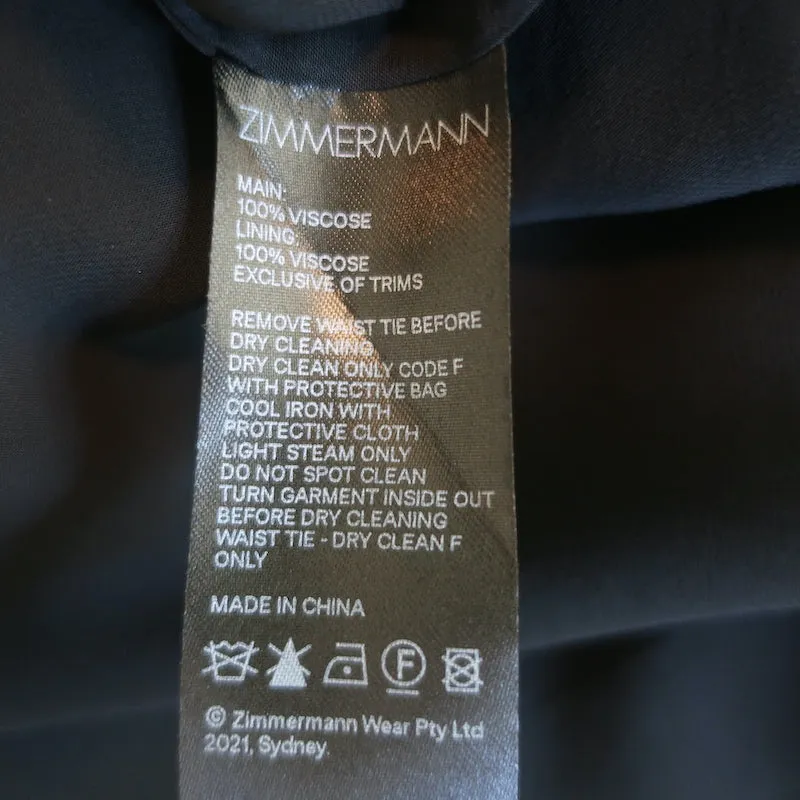 ZIMMERMANN
MAIN:
100% VISCOSE
LINING:
100% VISCOSE
EXCLUSIVE OF TRIMS
REMOVE WAIST TIE BEFORE
DRY CLEANING
DRY CLEAN ONLY CODE F
WITH PROTECTIVE BAG
COOL IRON WITH
PROTECTIVE CLOTH
LIGHT STEAM ONLY
DO NOT SPOT CLEAN
TURN GARMENT INSIDE OUT
BEFORE DRY CLEANING
WAIST TIE - DRY CLEAN F
ONLY
MADE IN CHINA
F
© Zimmermann Wear Pty Ltd
2021, Sydney.